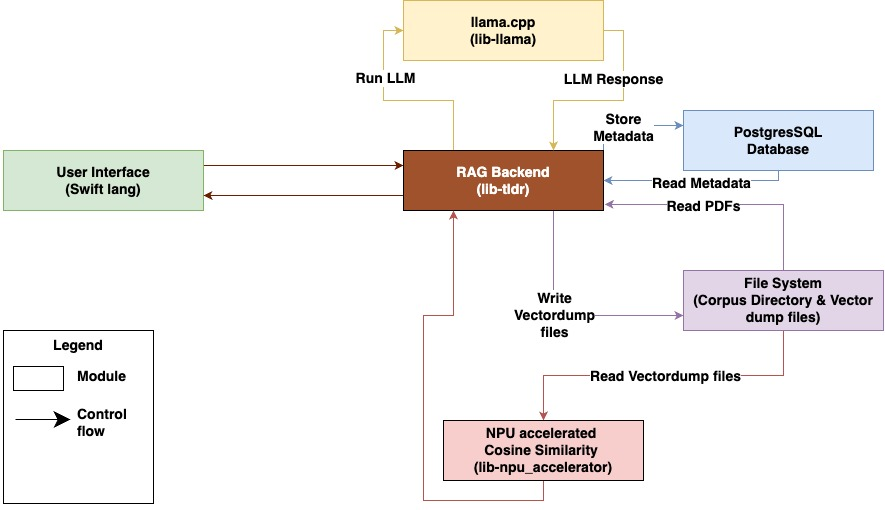 llama.cpp
(lib-llama)
Run LLM
LLM Response
Store
Metadata
PostgresSQL
Database
User Interface
(Swift lang)
RAG Backend
(lib-tldr)
Read Metadata
Read PDFs
Write
Vectordump
files
File System
(Corpus Directory & Vector
dump files)
Legend
Module
Control
flow
Read Vectordump files
NPU accelerated
Cosine Similarity
(lib-npu_accelerator)